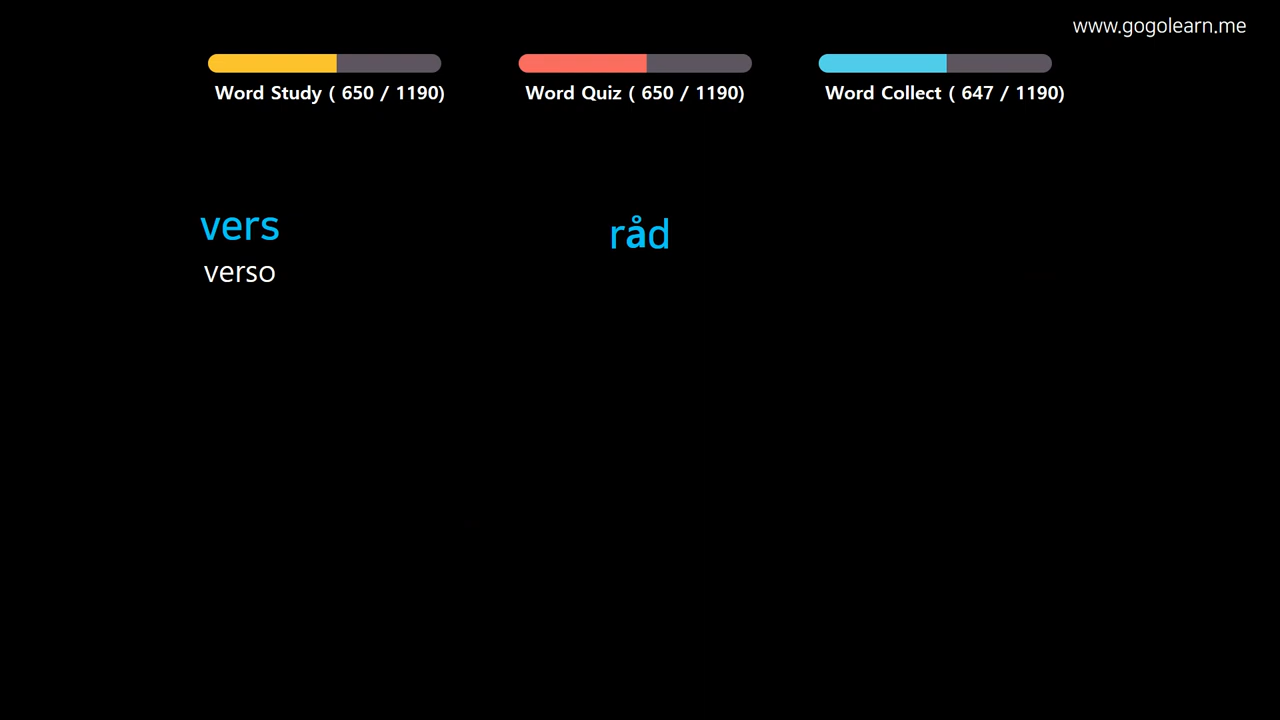 www.gogolearn.me
Word Study ( 650 / 1190)
Word Quiz ( 650 / 1190)
Word Collect ( 647 / 1190)
vers
verso
råd